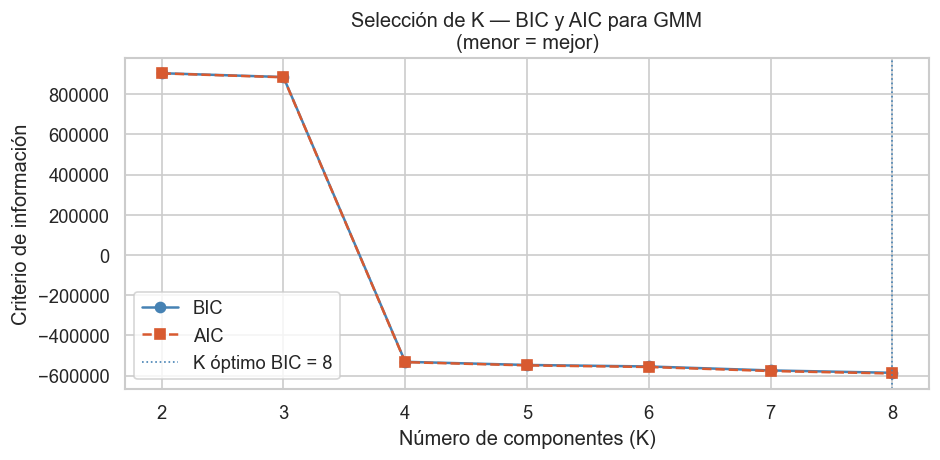 Selección de K — BIC y AIC para GMM
(menor = mejor)
Criterio de información
800000
600000
400000
200000
0
−200000
−400000
−600000
BIC
AIC
K óptimo BIC = 8
2 3 4 5 6 7 8
Número de componentes (K)